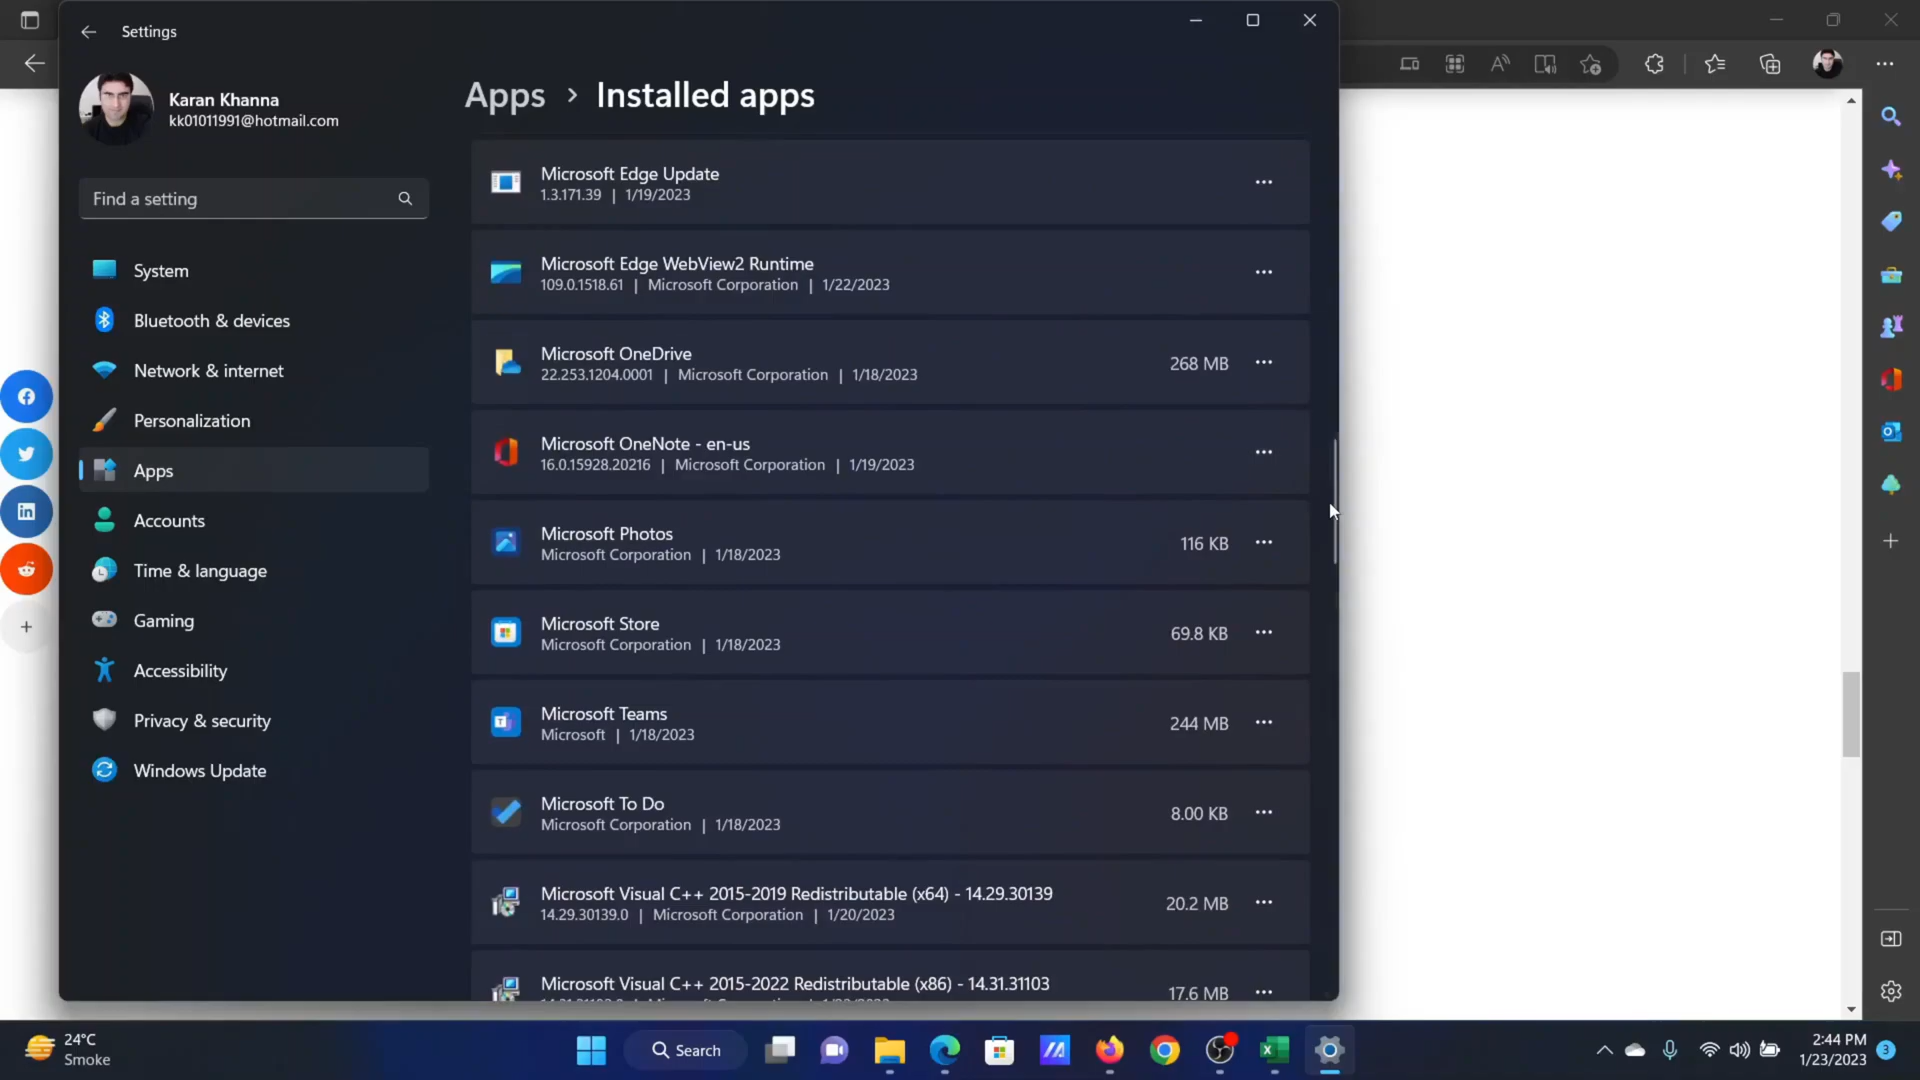 Settings
Karan Khanna
kk01011991@hotmail.com
Find a setting
System
Bluetooth & devices
Network & internet
Personalization
Apps
Accounts
Time & language
Gaming
Accessibility
Privacy & security
Windows Update
Apps > Installed apps
Microsoft Edge Update
1.3.171.39 | 1/19/2023
Microsoft Edge WebView2 Runtime
109.0.1518.61 | Microsoft Corporation | 1/22/2023
Microsoft OneDrive
22.253.1204.0001 | Microsoft Corporation | 1/18/2023
268 MB
Microsoft OneNote - en-us
16.0.15928.20216 | Microsoft Corporation | 1/19/2023
Microsoft Photos
Microsoft Corporation | 1/18/2023
116 KB
Microsoft Store
Microsoft Corporation | 1/18/2023
69.8 KB
Microsoft Teams
Microsoft | 1/18/2023
244 MB
Microsoft To Do
Microsoft Corporation | 1/18/2023
8.00 KB
Microsoft Visual C++ 2015-2019 Redistributable (x64) - 14.29.30139
14.29.30139.0 | Microsoft Corporation | 1/20/2023
20.2 MB
Microsoft Visual C++ 2015-2022 Redistributable (x86) - 14.31.31103
17.6 MB
24°C
Smoke
Search
2:44 PM
1/23/2023
3